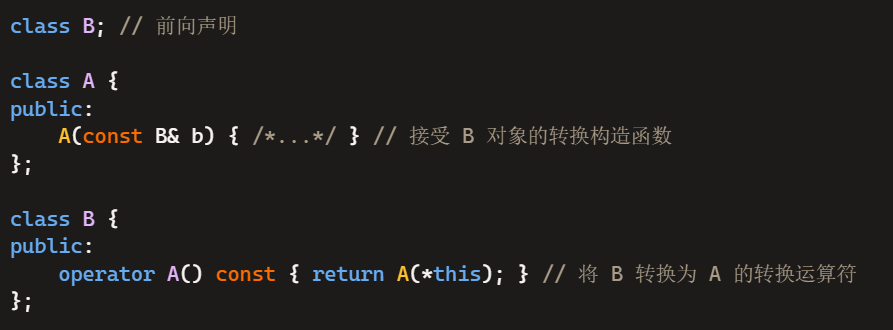 class B; // 前向声明
class A {
public:
    A(const B& b) { /*...*/ } // 接受 B 对象的转换构造函数
};
class B {
public:
    operator A() const { return A(*this); } // 将 B 转换为 A 的转换运算符
};